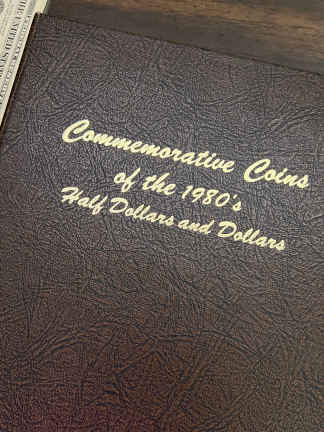 Commemorative Coins
of the 1980's
Half Dollars and Dollars